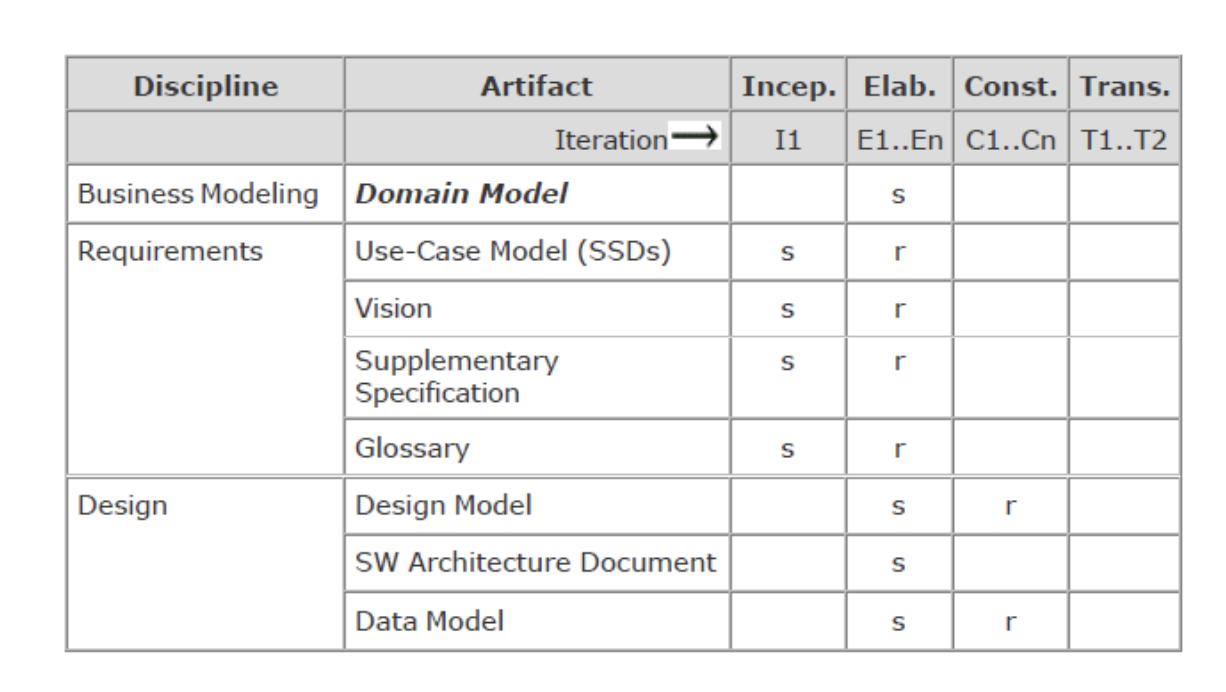 Discipline Artifact Incep. Elab. Const. Trans.
Iteration → I1 E1..En C1..Cn T1..T2
Business Modeling Domain Model s
Requirements Use-Case Model (SSDs) s r
Vision s r
Supplementary s r
Specification
Glossary s r
Design Design Model s r
SW Architecture Document s
Data Model s r